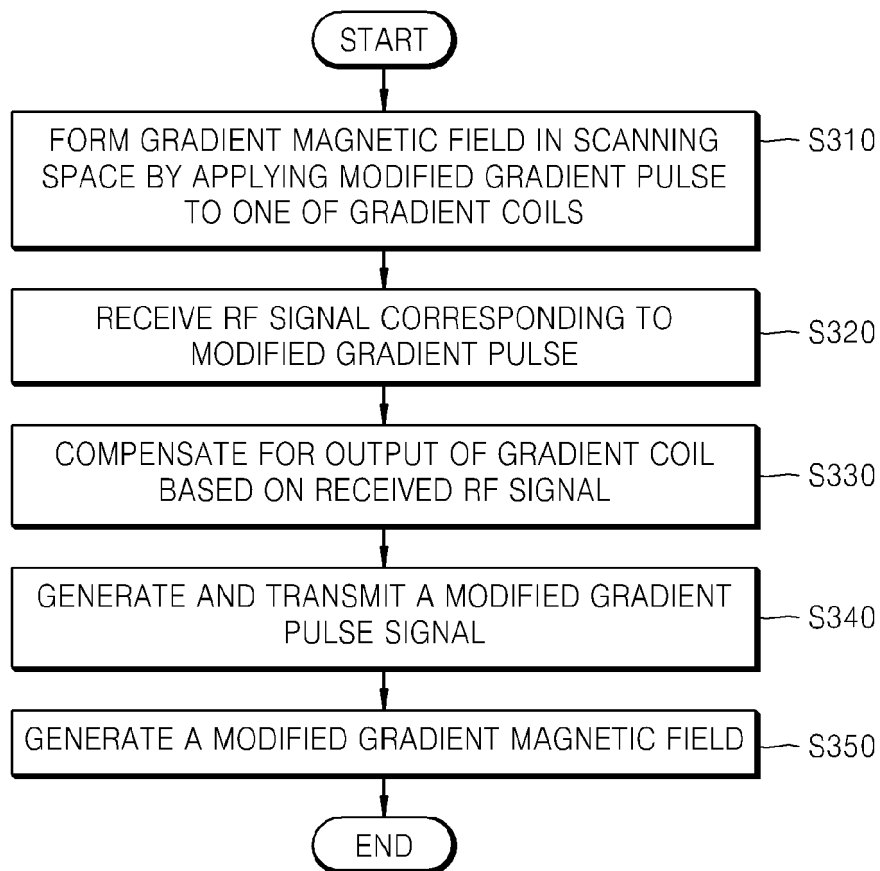 START
FORM GRADIENT MAGNETIC FIELD IN SCANNING
SPACE BY APPLYING MODIFIED GRADIENT PULSE
TO ONE OF GRADIENT COILS
S310
RECEIVE RF SIGNAL CORRESPONDING TO
MODIFIED GRADIENT PULSE
S320
COMPENSATE FOR OUTPUT OF GRADIENT COIL
BASED ON RECEIVED RF SIGNAL
S330
GENERATE AND TRANSMIT A MODIFIED GRADIENT
PULSE SIGNAL
S340
GENERATE A MODIFIED GRADIENT MAGNETIC FIELD
S350
END